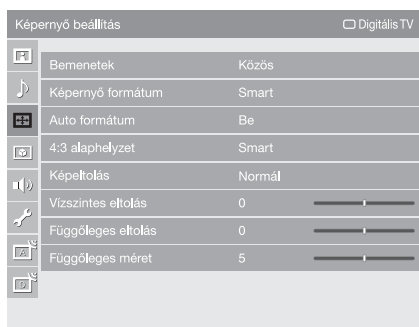 Képernyő beállítás Digitális TV
Bemenetek Közös
Képernyő formátum Smart
Auto formátum Be
4:3 alaphelyzet Smart
Képeltolás Normál
Vízszintes eltolás 0
Függőleges eltolás 0
Függőleges méret 5
A
D